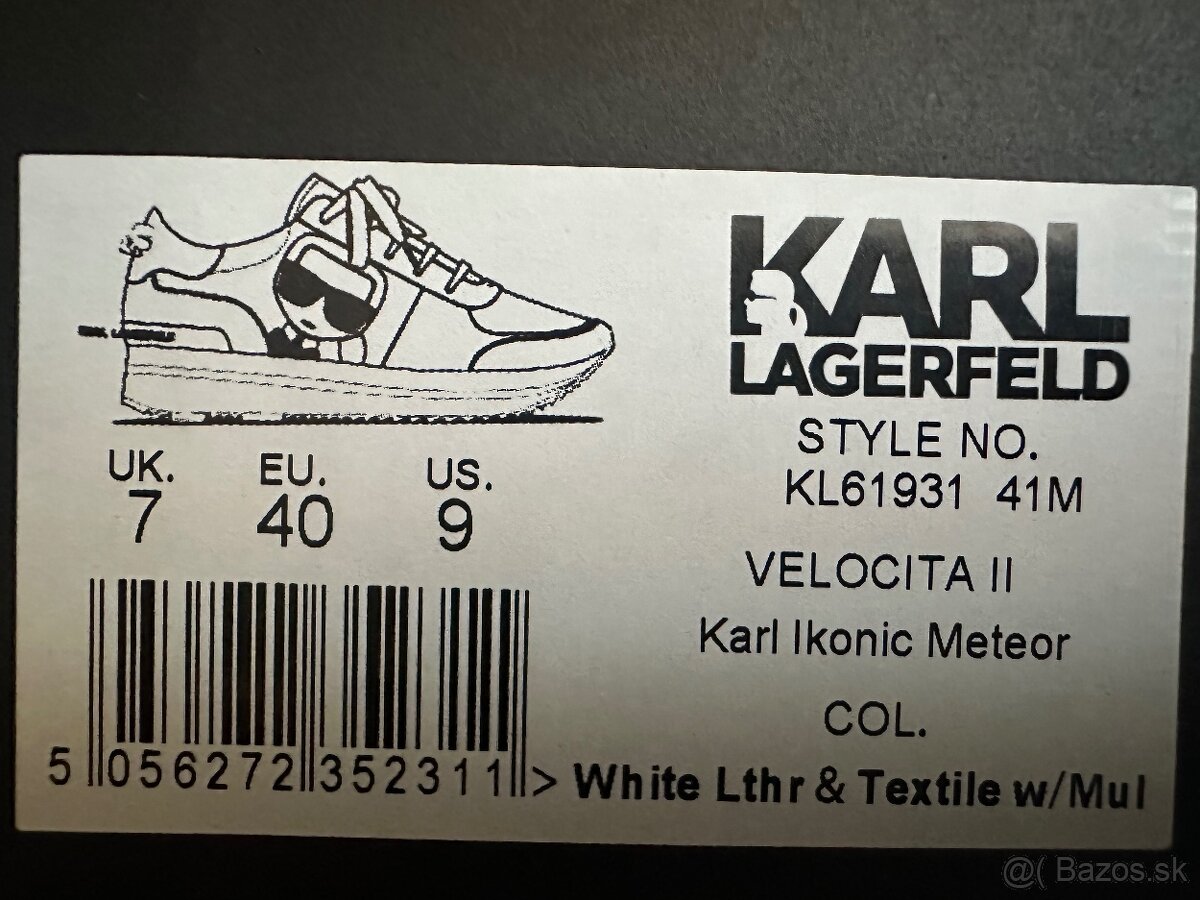 KARL
LAGERFELD
STYLE NO.
KL61931 41M
VELOCITA II
Karl Ikonic Meteor
COL.
White Lthr & Textile w/Mul
UK. EU. US.
7 40 9
5 056272 352311 >
@( Bazos.sk